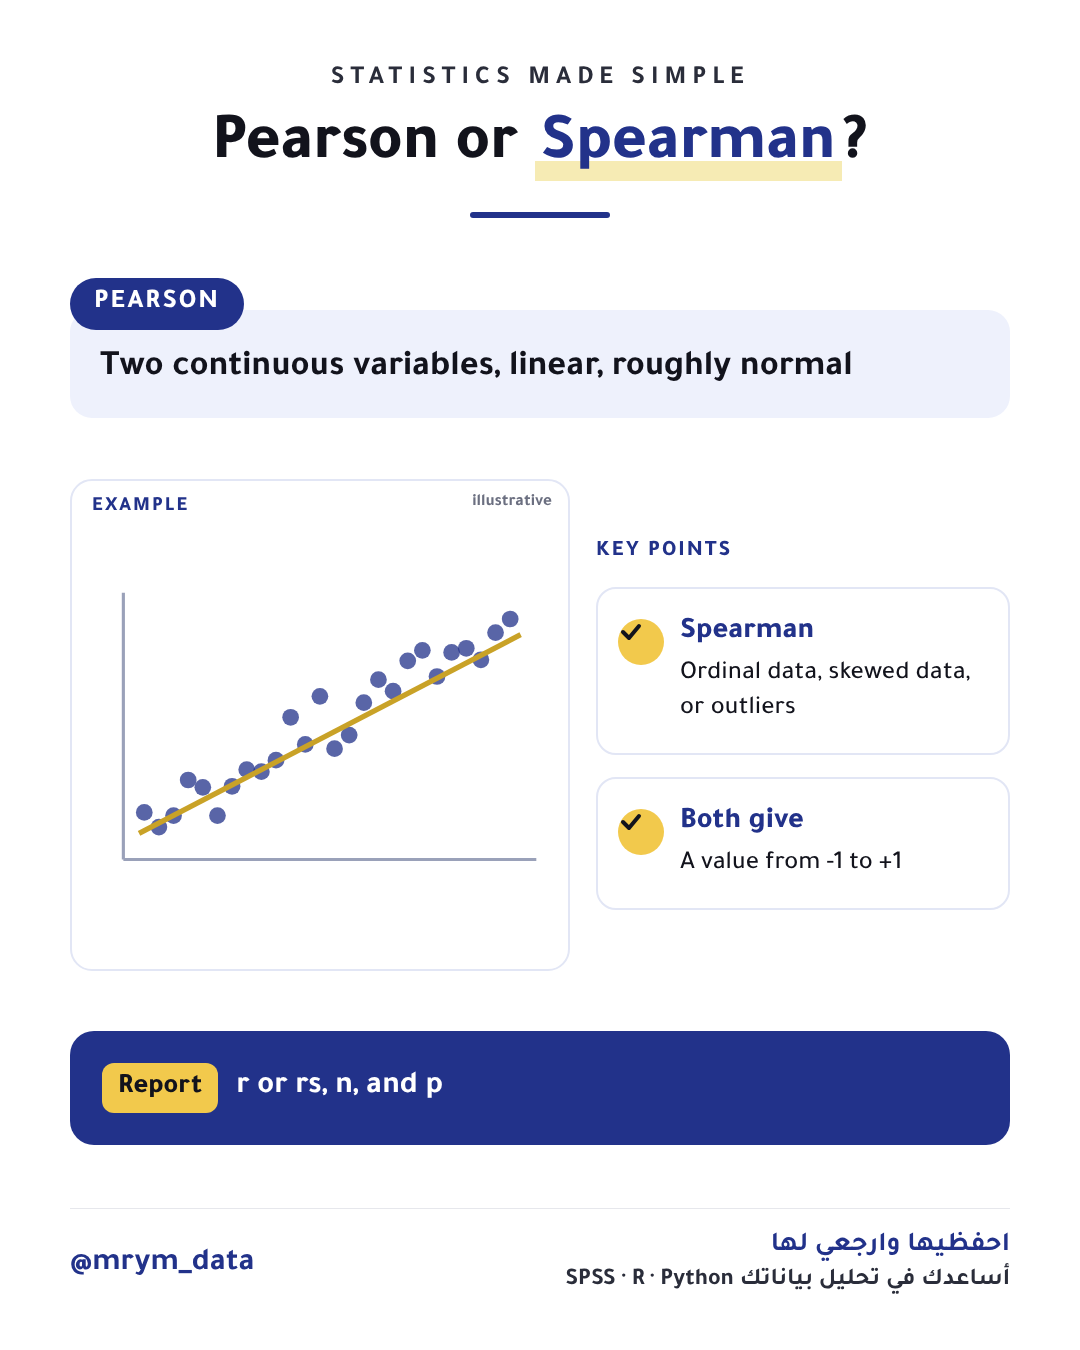 STATISTICS MADE SIMPLE
Pearson or Spearman?
PEARSON
Two continuous variables, linear, roughly normal
EXAMPLE
illustrative
KEY POINTS
Spearman
Ordinal data, skewed data,
or outliers
Both give
A value from -1 to +1
Report r or rs, n, and p
@mrym_data
احفظيها وارجعي لها
أساعدك في تحليل بياناتك SPSS · R · Python